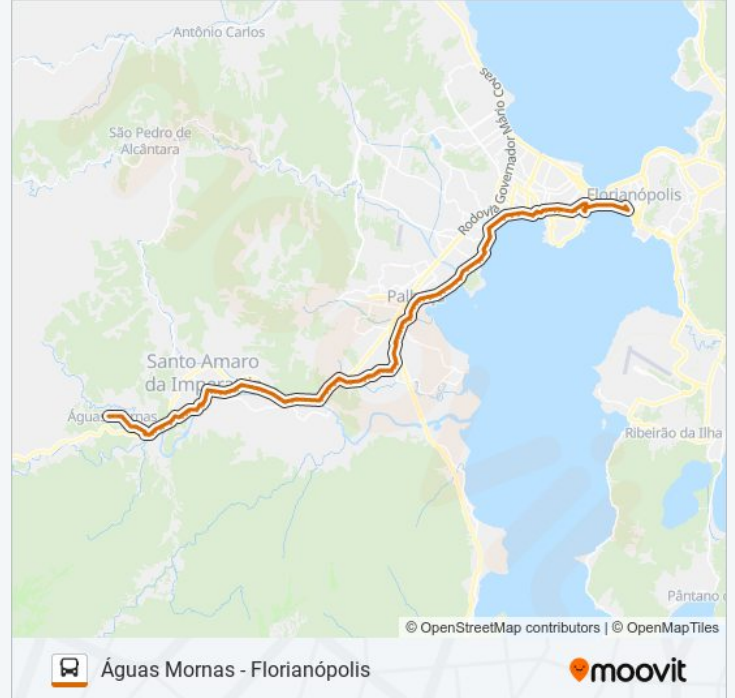 Antônio Carlos
São Pedro de
Alcântara
Rodovia Governador Mário Covas
Florianópolis
Santo Amaro
Ribeirão da Ilha
Pântano
© OpenStreetMap contributors | © OpenMapTiles
Águas Mornas - Florianópolis
moovit